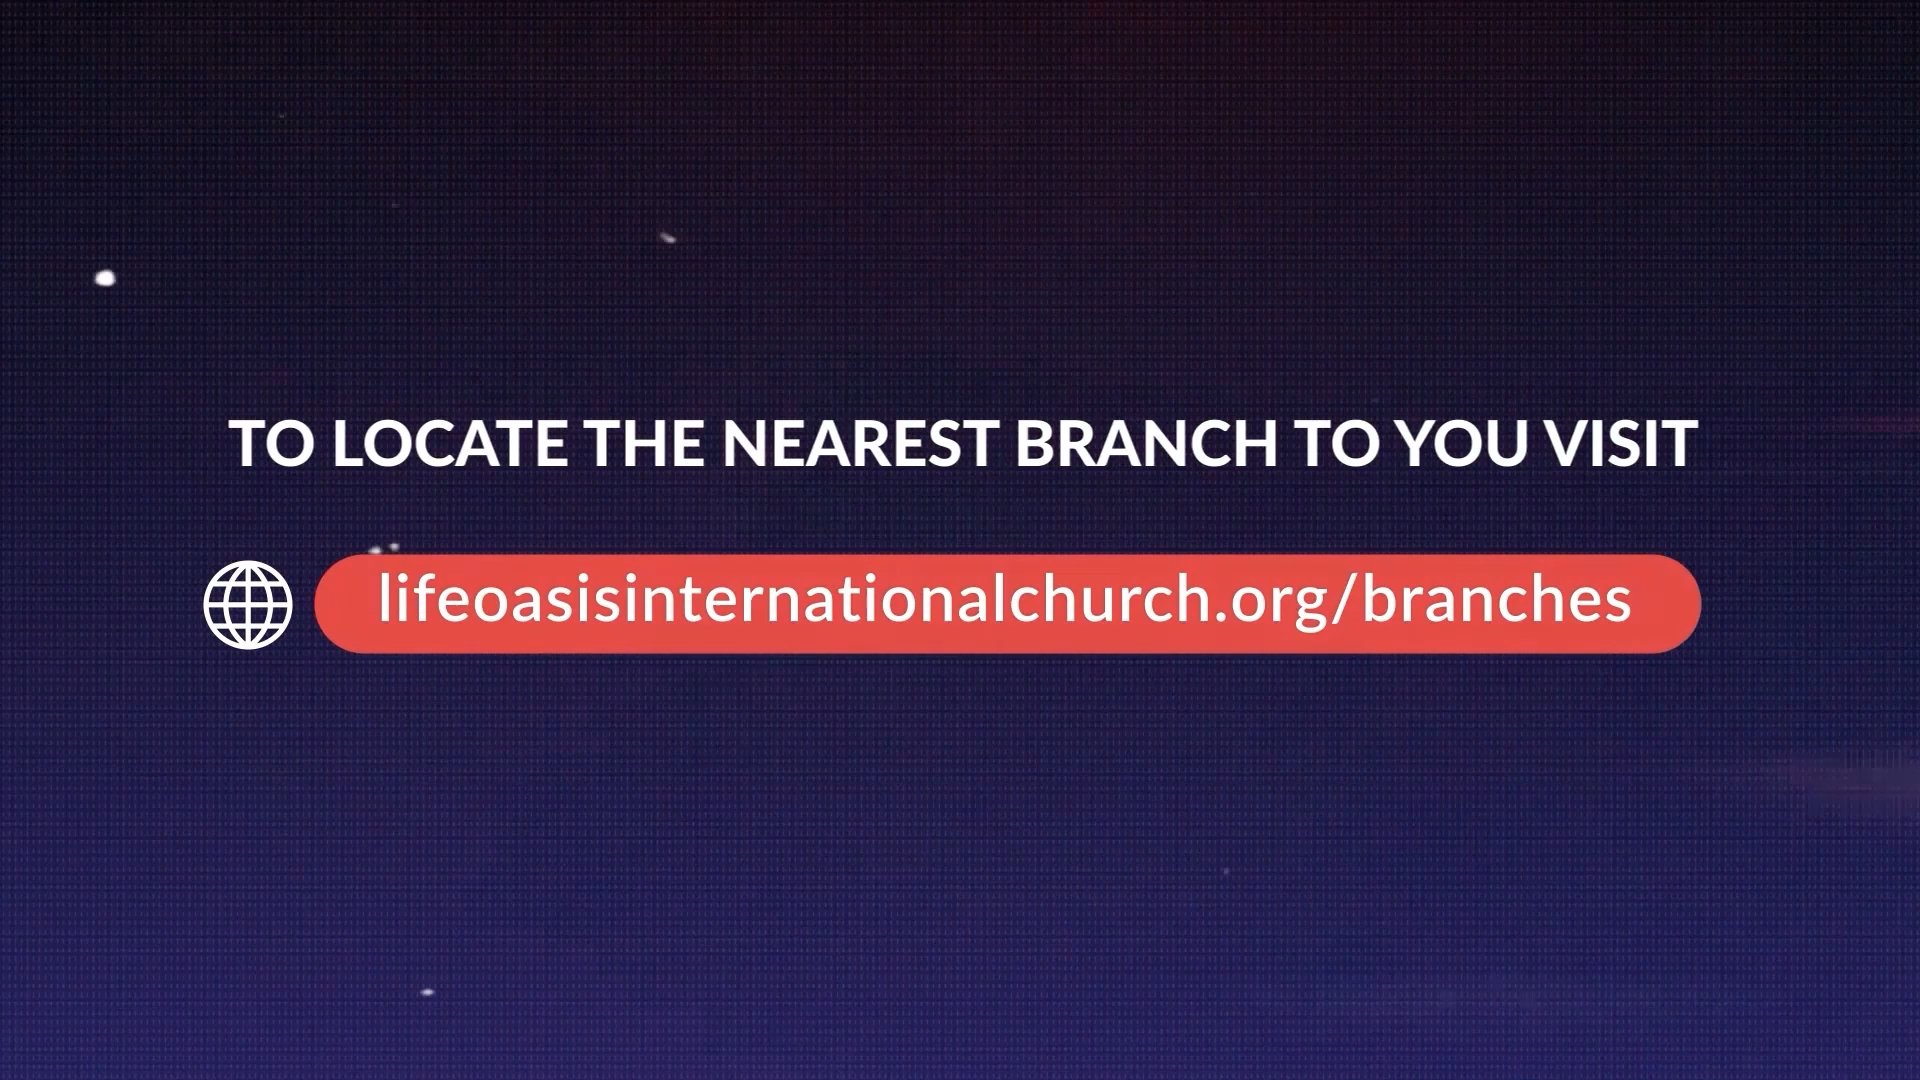 TO LOCATE THE NEAREST BRANCH TO YOU VISIT
lifeoasisinternationalchurch.org/branches